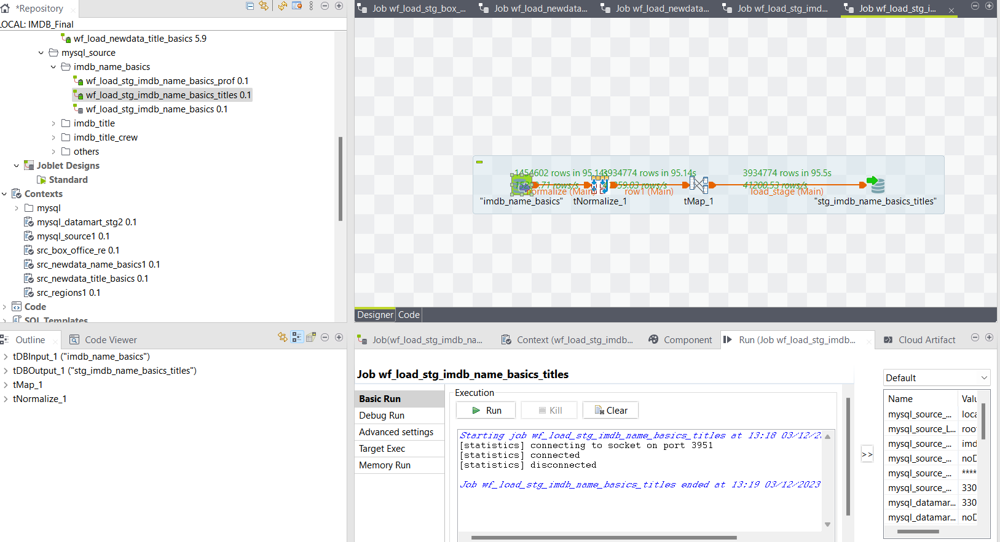 *Repository
LOCAL: IMDB_Final
wf_load_newdata_title_basics 5.9
mysql_source
imdb_name_basics
wf_load_stg_imdb_name_basics_prof 0.1
wf_load_stg_imdb_name_basics_titles 0.1
wf_load_stg_imdb_name_basics 0.1
imdb_title
imdb_title_crew
others
Joblet Designs
Standard
Contexts
mysql
mysql_datamart_stg2 0.1
mysql_source1 0.1
src_box_office_re 0.1
src_newdata_name_basics1 0.1
src_newdata_title_basics 0.1
src_regions1 0.1
Code
SQL Templates
Job wf_load_stg_box_...
Job wf_load_newdata...
Job wf_load_newdata...
Job wf_load_stg_imd...
Job wf_load_stg_i...
1454602 rows in 95.14s
3934774 rows in 95.14s
3934774 rows in 95.5s
41200.53 rows/s
normalize (Main)
row1 (Main)
load_stage (Main)
"imdb_name_basics"
tNormalize_1
tMap_1
"stg_imdb_name_basics_titles"
Designer
Code
Outline
Code Viewer
tDBInput_1 ("imdb_name_basics")
tDBOutput_1 ("stg_imdb_name_basics_titles")
tMap_1
tNormalize_1
Job(wf_load_stg_imdb_na...
Context (wf_load_stg_imdb...
Component
Run (Job wf_load_stg_imdb...
Cloud Artifact
Job wf_load_stg_imdb_name_basics_titles
Basic Run
Debug Run
Advanced settings
Target Exec
Memory Run
Execution
Run
Kill
Clear
Starting job wf_load_stg_imdb_name_basics_titles at 13:18 03/12/2
[statistics] connecting to socket on port 3951
[statistics] connected
[statistics] disconnected
Job wf_load_stg_imdb_name_basics_titles ended at 13:19 03/12/2023
>>
Default
Name Valu
mysql_source_... loca
mysql_source_L... roo
mysql_source_... imd
mysql_source_... noD
mysql_source_... ****
mysql_source_... 330
mysql_datamar... 330
mysql_datamar... noD